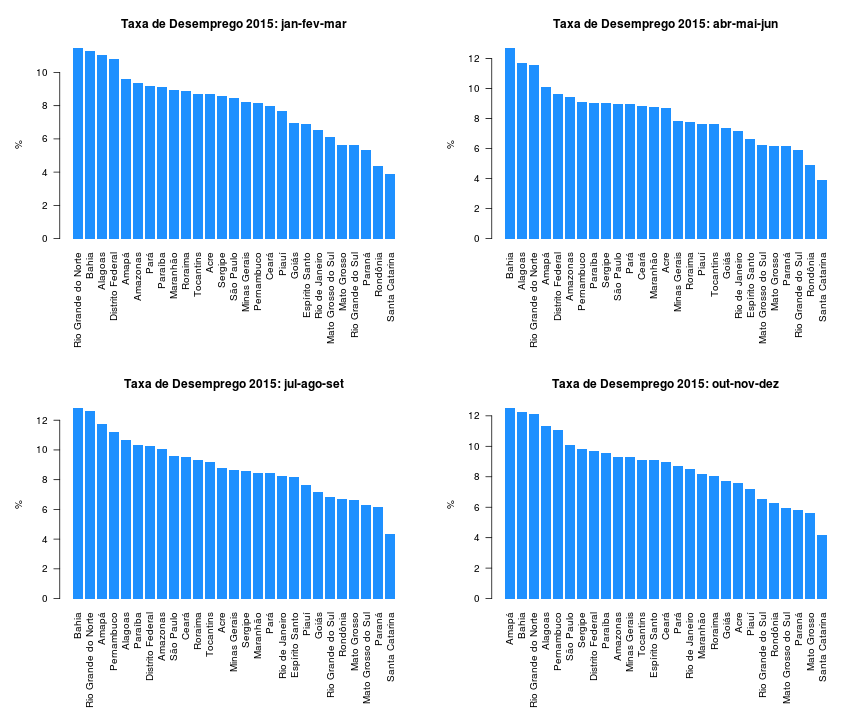 Taxa de Desemprego 2015: jan-fev-mar
%
10
8
6
4
2
0
Rio Grande do Norte
Bahia
Alagoas
Distrito Federal
Amapá
Amazonas
Pará
Paraíba
Maranhão
Roraima
Tocantins
Acre
Sergipe
São Paulo
Minas Gerais
Pernambuco
Ceará
Piauí
Goiás
Espírito Santo
Rio de Janeiro
Mato Grosso do Sul
Mato Grosso
Rio Grande do Sul
Paraná
Rondônia
Santa Catarina
Taxa de Desemprego 2015: abr-mai-jun
%
12
10
8
6
4
2
0
Bahia
Alagoas
Rio Grande do Norte
Amapá
Distrito Federal
Amazonas
Pernambuco
Paraíba
Sergipe
São Paulo
Pará
Ceará
Maranhão
Acre
Minas Gerais
Roraima
Piauí
Tocantins
Goiás
Rio de Janeiro
Espírito Santo
Mato Grosso do Sul
Mato Grosso
Paraná
Rio Grande do Sul
Rondônia
Santa Catarina
Taxa de Desemprego 2015: jul-ago-set
%
12
10
8
6
4
2
0
Bahia
Rio Grande do Norte
Amapá
Pernambuco
Alagoas
Paraíba
Distrito Federal
Amazonas
São Paulo
Ceará
Roraima
Tocantins
Acre
Minas Gerais
Sergipe
Maranhão
Pará
Rio de Janeiro
Espírito Santo
Piauí
Goiás
Rio Grande do Sul
Rondônia
Mato Grosso
Mato Grosso do Sul
Paraná
Santa Catarina
Taxa de Desemprego 2015: out-nov-dez
%
12
10
8
6
4
2
0
Amapá
Bahia
Rio Grande do Norte
Alagoas
Pernambuco
São Paulo
Sergipe
Distrito Federal
Paraíba
Amazonas
Minas Gerais
Tocantins
Espírito Santo
Ceará
Pará
Rio de Janeiro
Maranhão
Roraima
Goiás
Acre
Piauí
Rio Grande do Sul
Rondônia
Mato Grosso do Sul
Paraná
Mato Grosso
Santa Catarina